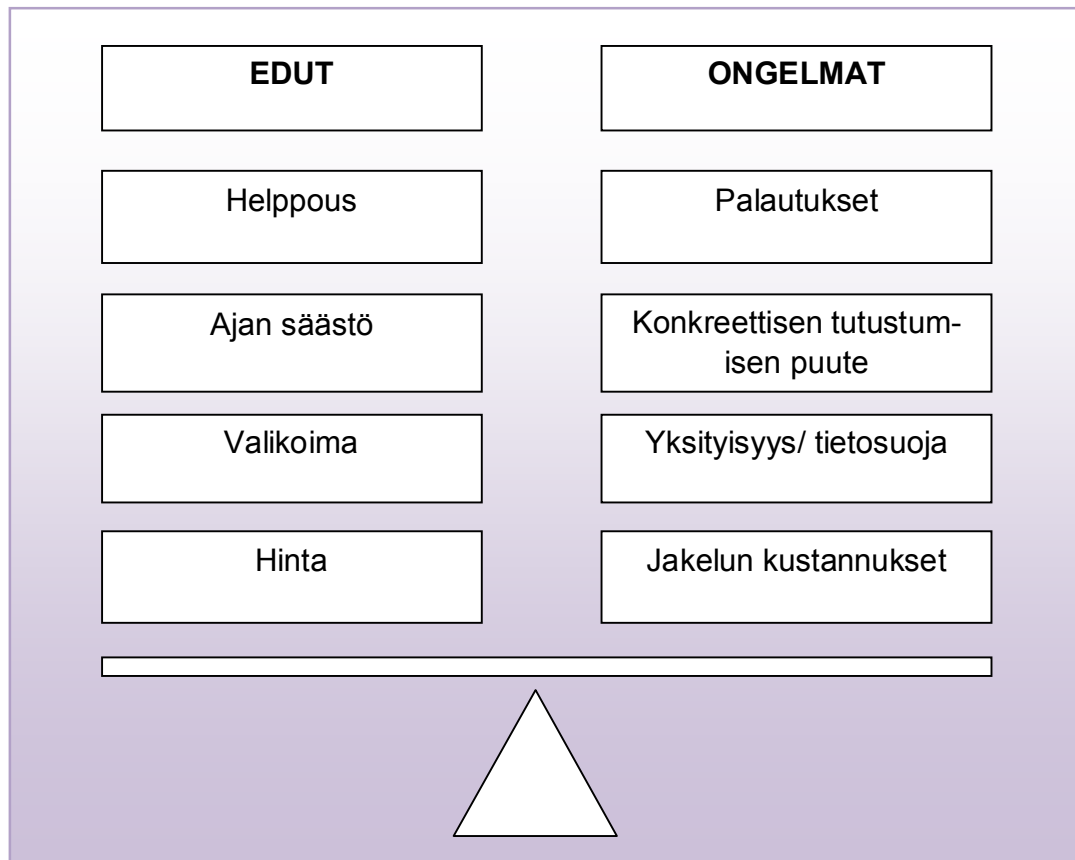 EDUT
ONGELMAT
Helppous
Palautukset
Ajan säästö
Konkreettisen tutustum-
isen puute
Valikoima
Yksityisyys/ tietosuoja
Hinta
Jakelun kustannukset